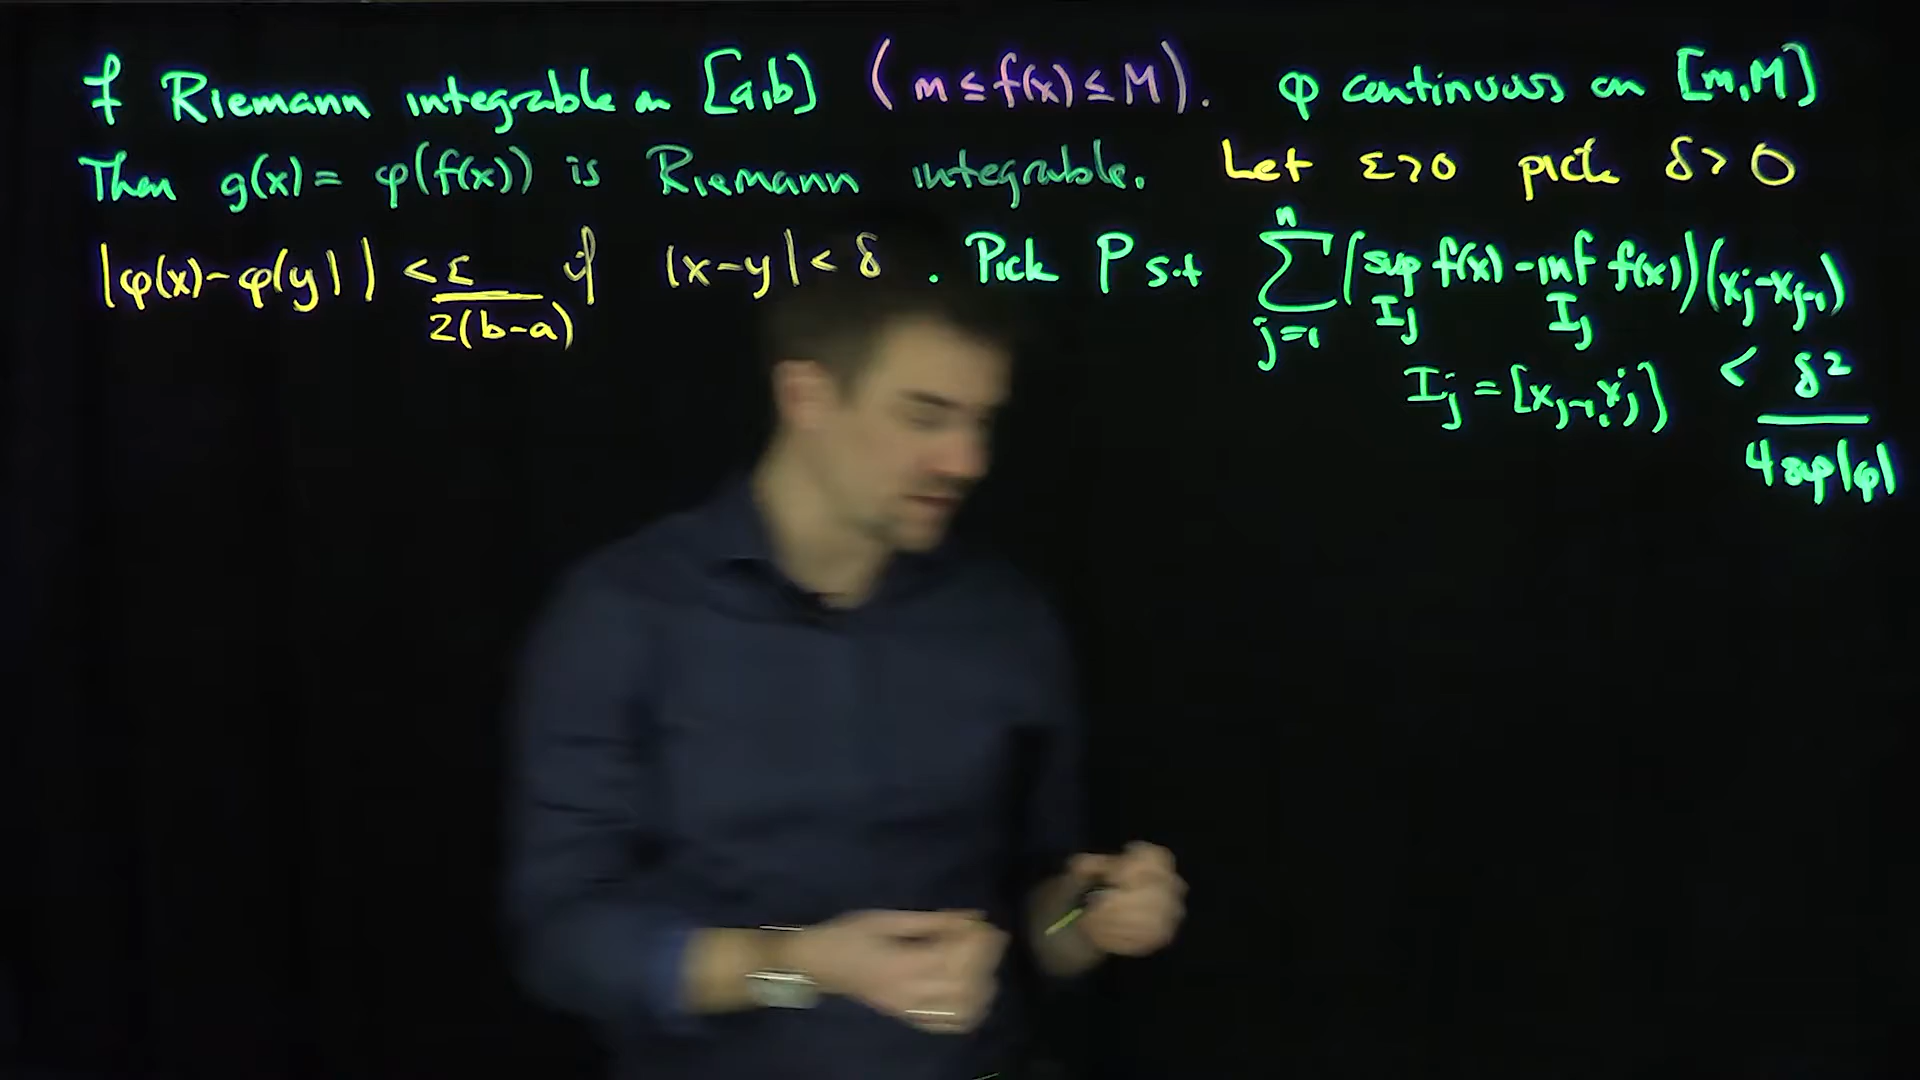 f Riemann integrable on [a,b] (m ≤ f(x) ≤ M). φ continuous on [m,M]
Then g(x) = φ(f(x)) is Riemann integrable. Let ε>0 pick δ>0
|φ(x)-φ(y)|) < ε/2(b-a) if |x-y| < δ. Pick P s.t ∑_{j=1}^{n} (sup_{I_j} f(x) - inf_{I_j} f(x))(x_j - x_{j-1})
I_j = [x_{j-1}, x_j] < δ²/4 sup|φ|